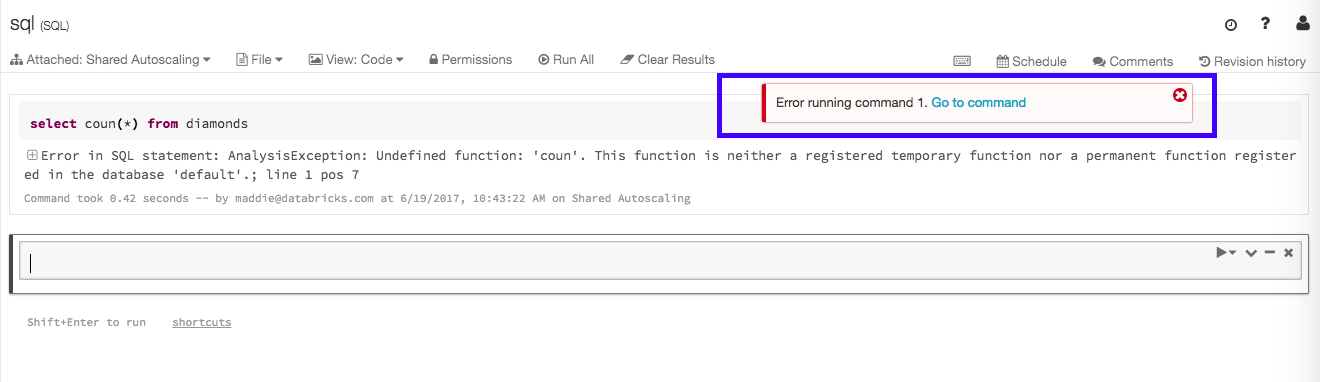 sql (SQL)
Attached: Shared Autoscaling File View: Code Permissions Run All Clear Results Schedule Comments Revision history
Error running command 1. Go to command
select coun(*) from diamonds
Error in SQL statement: AnalysisException: Undefined function: 'coun'. This function is neither a registered temporary function nor a permanent function register
ed in the database 'default'.; line 1 pos 7
Command took 0.42 seconds -- by maddie@databricks.com at 6/19/2017, 10:43:22 AM on Shared Autoscaling
Shift+Enter to run shortcuts